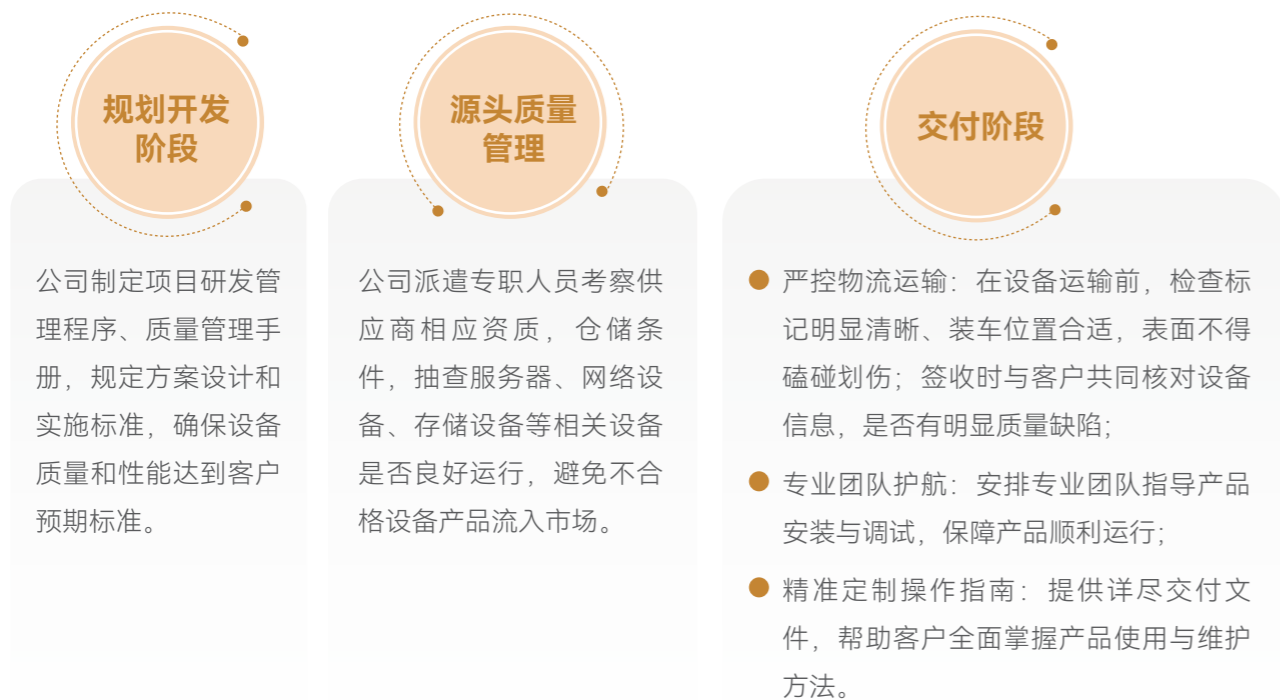 规划开发
阶段
公司制定项目研发管
理程序、质量管理手
册，规定方案设计和
实施标准，确保设备
质量和性能达到客户
预期标准。
源头质量
管理
公司派遣专职人员考察供
应商相应资质，仓储条
件，抽查服务器、网络设
备、存储设备等相关设备
是否良好运行，避免不合
格设备产品流入市场。
交付阶段
严控物流运输：在设备运输前，检查标
记明显清晰、装车位置合适，表面不得
磕碰划伤；签收时与客户共同核对设备
信息，是否有明显质量缺陷；
专业团队护航：安排专业团队指导产品
安装与调试，保障产品顺利运行；
精准定制操作指南：提供详尽交付文
件，帮助客户全面掌握产品使用与维护
方法。